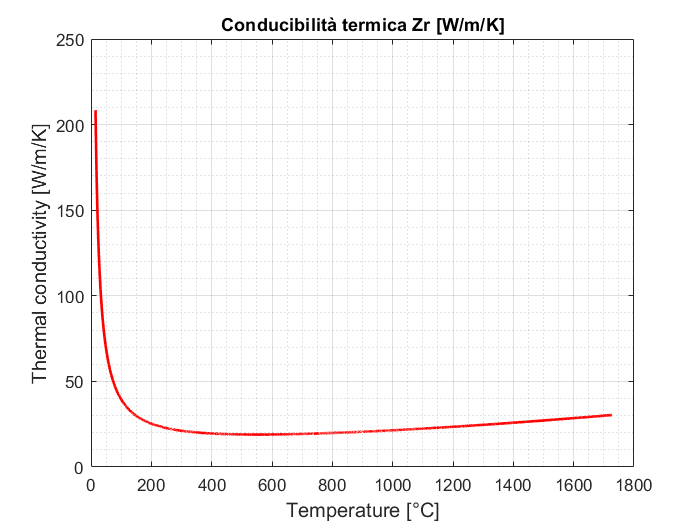 Conducibilità termica Zr [W/m/K]
250
200
150
100
50
0
Thermal conductivity [W/m/K]
0 200 400 600 800 1000 1200 1400 1600 1800
Temperature [°C]